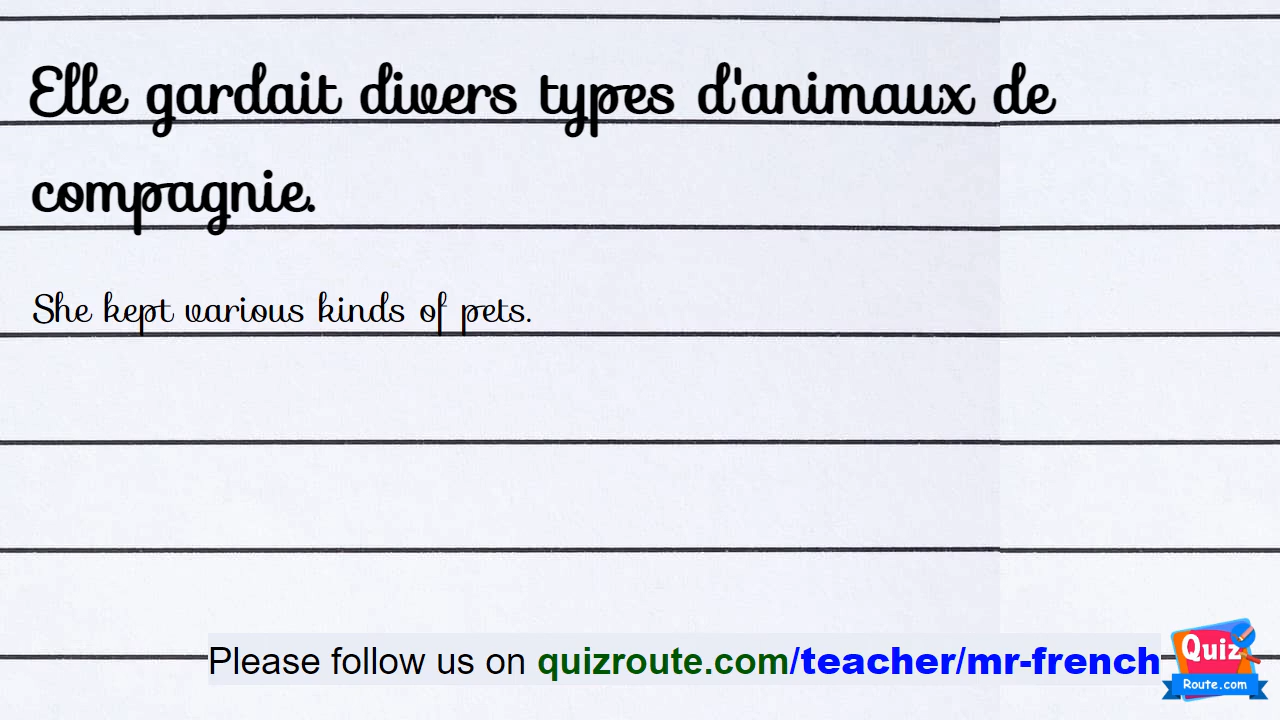 Elle gardait divers types d'animaux de
compagnie.
She kept various kinds of pets.
Please follow us on quizroute.com/teacher/mr-french
Quiz
Route.com